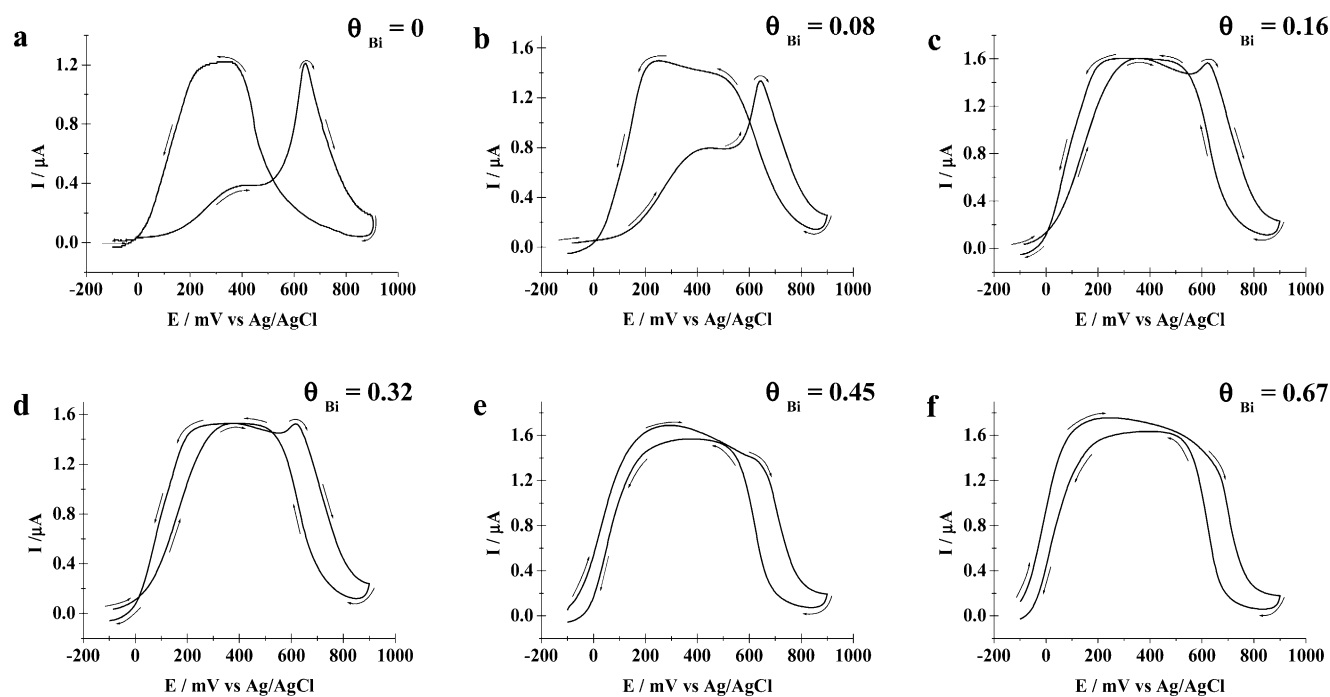 a
θ Bi = 0
I / μA
1.2
0.8
0.4
0.0
-200 0 200 400 600 800 1000
E / mV vs Ag/AgCl
b
θ Bi = 0.08
I / μA
1.6
1.2
0.8
0.4
0.0
-200 0 200 400 600 800 1000
E / mV vs Ag/AgCl
c
θ Bi = 0.16
I / μA
1.6
1.2
0.8
0.4
0.0
-200 0 200 400 600 800 1000
E / mV vs Ag/AgCl
d
θ Bi = 0.32
I /μA
1.6
1.2
0.8
0.4
0.0
-200 0 200 400 600 800 1000
E / mV vs Ag/AgCl
e
θ Bi = 0.45
I / μA
1.6
1.2
0.8
0.4
0.0
-200 0 200 400 600 800 1000
E / mV vs Ag/AgCl
f
θ Bi = 0.67
I / μA
1.6
1.2
0.8
0.4
0.0
-200 0 200 400 600 800 1000
E / mV vs Ag/AgCl